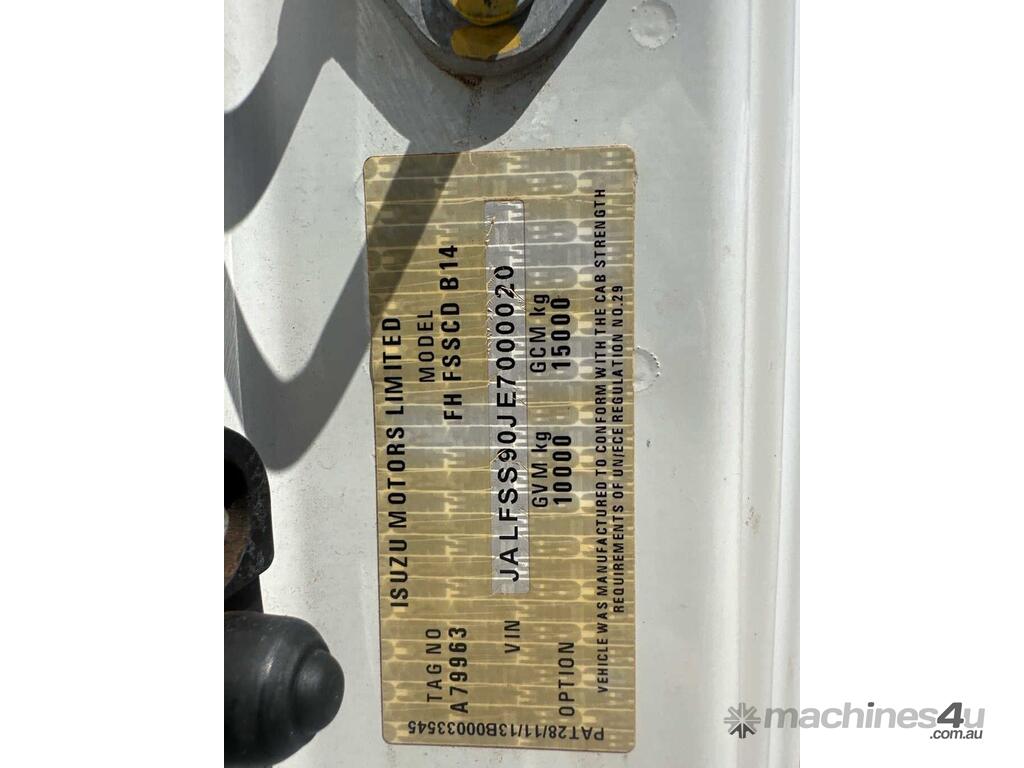 ISUZU MOTORS LIMITED
TAG NO MODEL
A79963 FH FSSCD B14
VIN JALFSS90JE7000020
GVM kg GCM kg
OPTION 10000 15000
VEHICLE WAS MANUFACTURED TO CONFORM WITH THE CAB STRENGTH
REQUIREMENTS OF UN/ECE REGULATION NO.29
PAT28/11/13B00033545
machines4u
.com.au